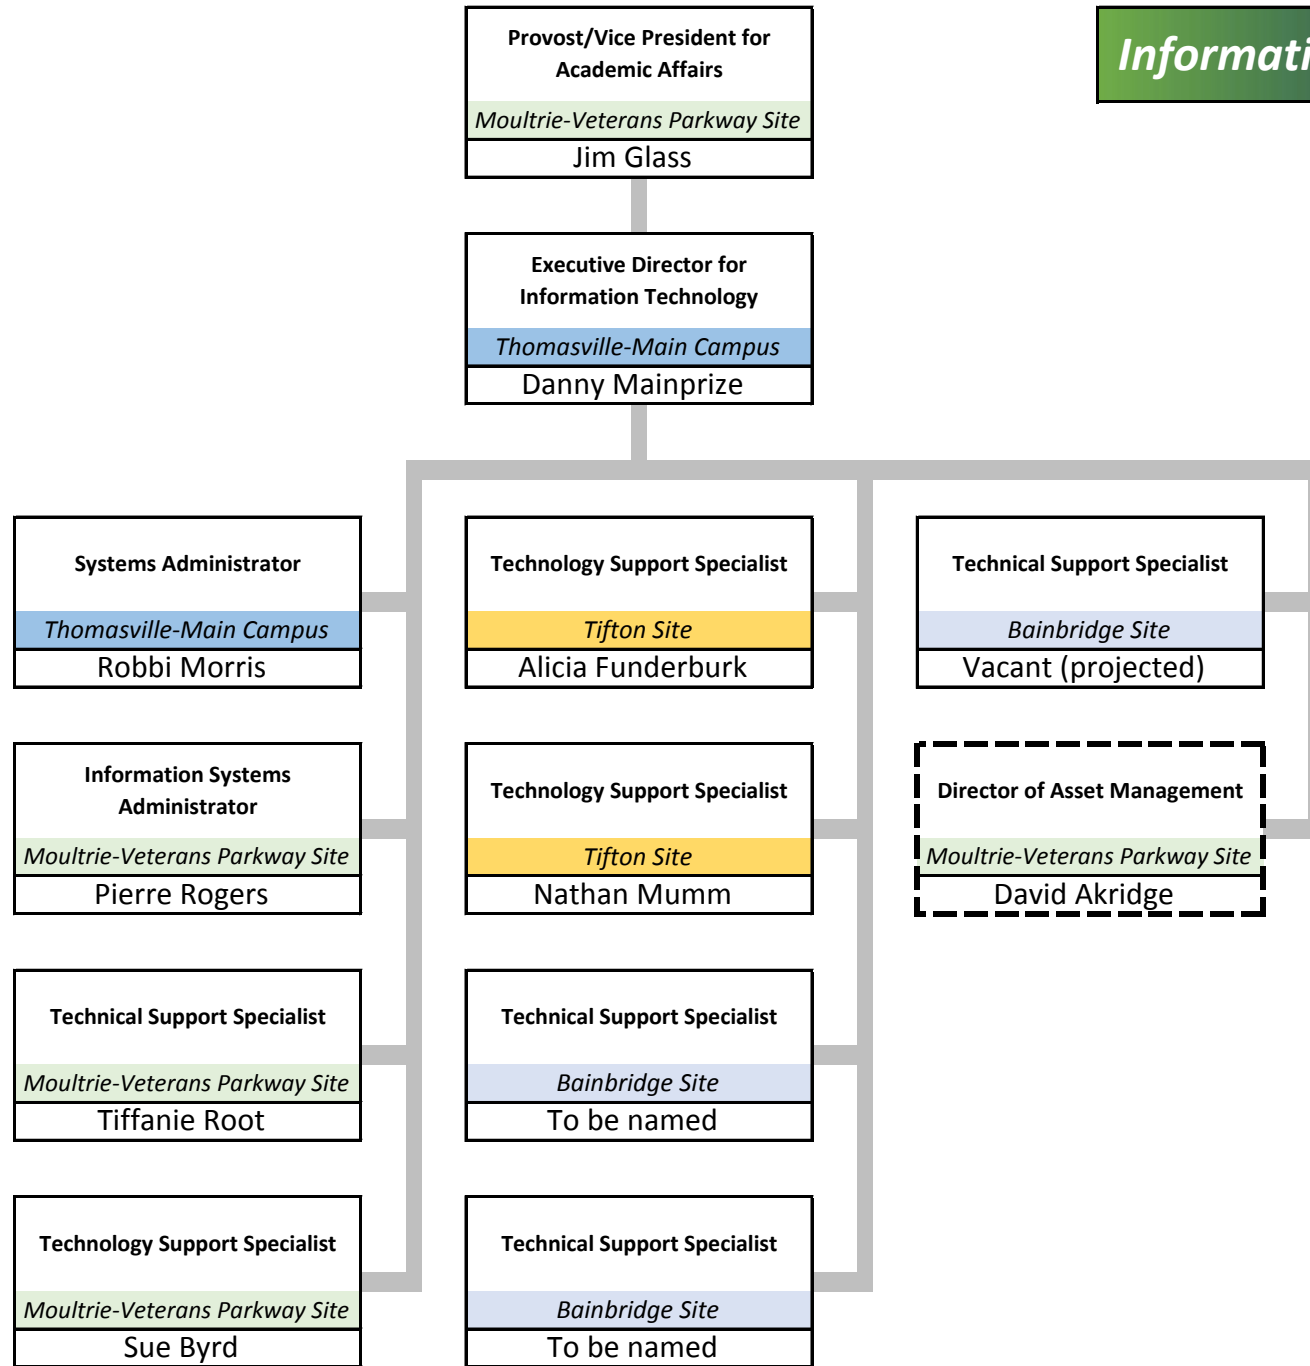 Provost/Vice President for
Academic Affairs
Moultrie-Veterans Parkway Site
Jim Glass
Informati
Executive Director for
Information Technology
Thomasville-Main Campus
Danny Mainprize
Systems Administrator
Thomasville-Main Campus
Robbi Morris
Technology Support Specialist
Tifton Site
Alicia Funderburk
Technical Support Specialist
Bainbridge Site
Vacant (projected)
Information Systems
Administrator
Moultrie-Veterans Parkway Site
Pierre Rogers
Technology Support Specialist
Tifton Site
Nathan Mumm
Director of Asset Management
Moultrie-Veterans Parkway Site
David Akridge
Technical Support Specialist
Moultrie-Veterans Parkway Site
Tiffanie Root
Technical Support Specialist
Bainbridge Site
To be named
Technology Support Specialist
Moultrie-Veterans Parkway Site
Sue Byrd
Technical Support Specialist
Bainbridge Site
To be named